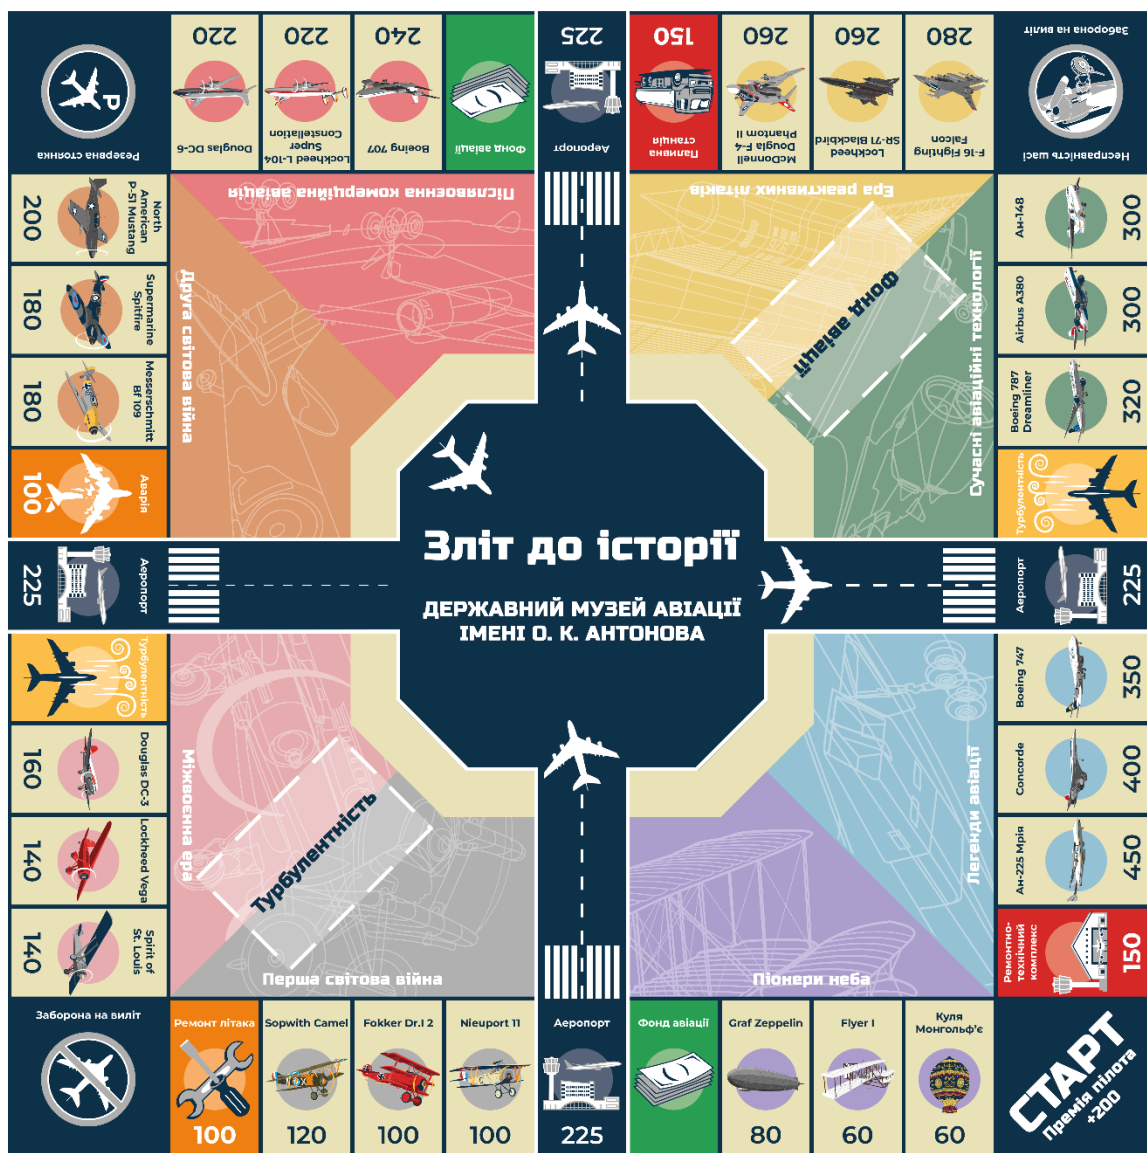 220
220
240
225
150
260
260
280
Резервна стоянка
Douglas DC-6
Lockheed L-104
Super
Constellation
Boeing 707
Фонд авіації
Аеропорт
Паливна
станція
McDonnell
Dougla F-4
Phantom II
Lockheed
SR-71 Blackbird
F-16 Fighting
Falcon
Заборона на виліт
Несправність шасі
P
Післявоєнна комерційна авіація
Ера реактивних літаків
200
North
American
P-51 Mustang
180
Supermarine
Spitfire
180
Messerschmitt
Bf 109
100
Аварія
Друга світова війна
Фонд авіації
Сучасні авіаційні технології
Ан-148
300
Airbus A380
300
Boeing 787
Dreamliner
320
Турбулентність
225
Аеропорт
Зліт до історії
ДЕРЖАВНИЙ МУЗЕЙ АВІАЦІЇ
ІМЕНІ О. К. АНТОНОВА
Аеропорт
225
Турбулентність
160
Douglas DC-3
140
Lockheed Vega
140
Spirit of
St. Louis
Міжвоєнна ера
Турбулентність
Перша світова війна
Піонери неба
Легенди авіації
Boeing 747
350
Concorde
400
Ан-225 Мрія
450
Ремонтно-
технічний
комплекс
150
Заборона на виліт
Ремонт літака
100
Sopwith Camel
120
Fokker Dr.I 2
100
Nieuport 11
100
Аеропорт
225
Фонд авіації
Graf Zeppelin
80
Flyer I
60
Куля
Монгольф'є
60
СТАРТ
Премія пілота
+200